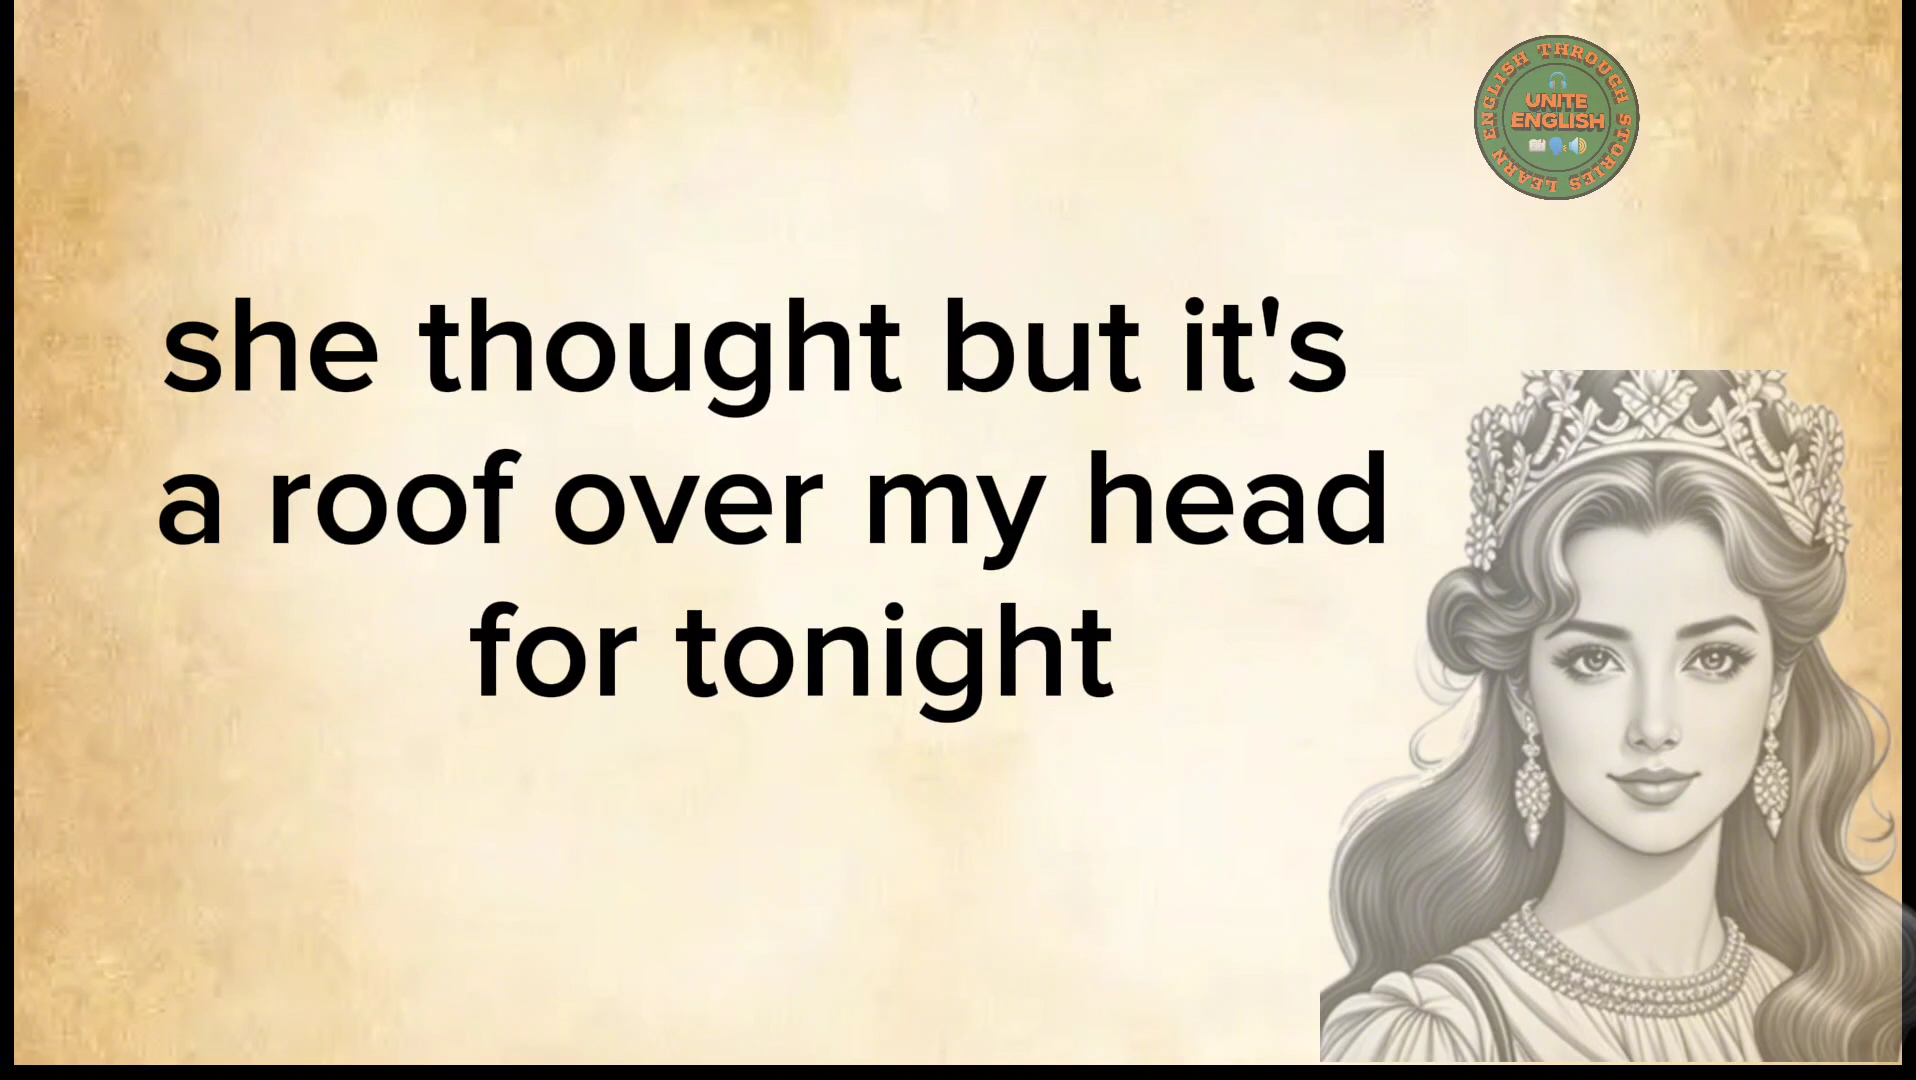 LEARN ENGLISH THROUGH STORIES
UNITE
ENGLISH
she thought but it's
a roof over my head
for tonight